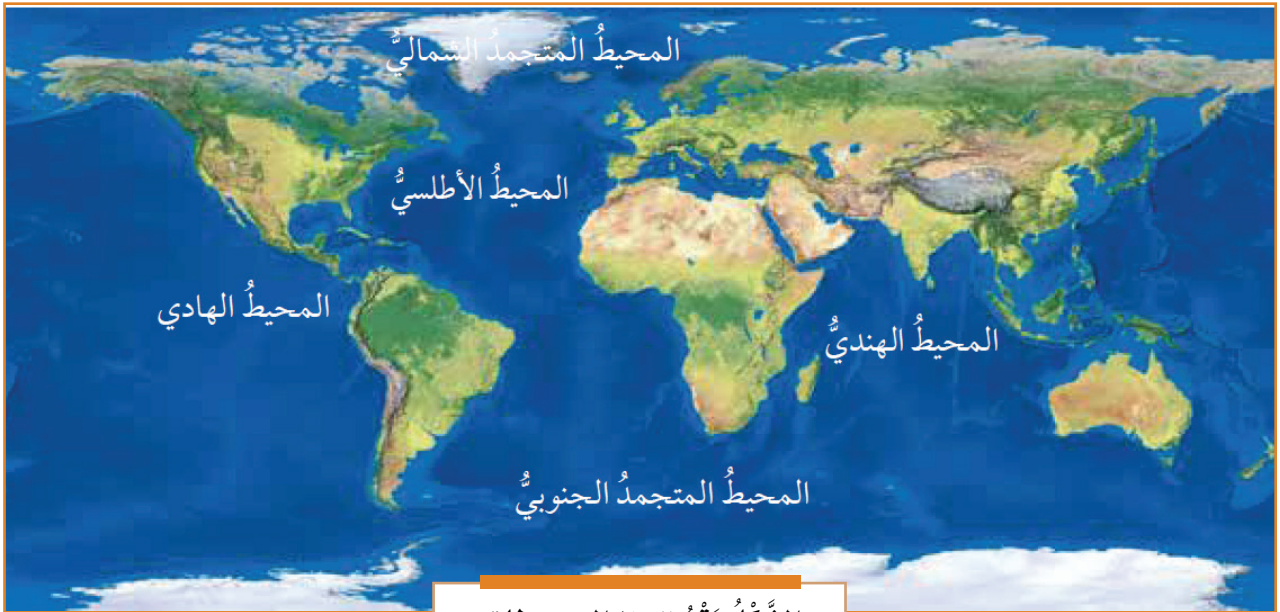 المحيطُ المتجمدُ الشماليُّ
المحيطُ الأطلسيُّ
المحيطُ الهادي
المحيطُ الهنديُّ
المحيطُ المتجمدُ الجنوبيُّ